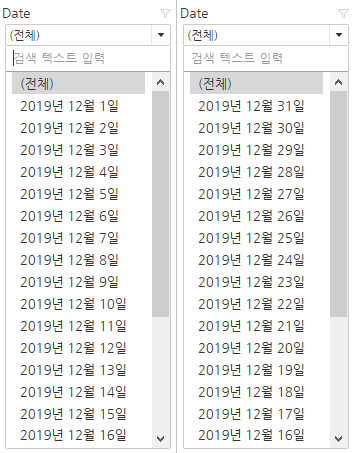 Date
(전체)
검색 텍스트 입력
(전체)
2019년 12월 1일
2019년 12월 2일
2019년 12월 3일
2019년 12월 4일
2019년 12월 5일
2019년 12월 6일
2019년 12월 7일
2019년 12월 8일
2019년 12월 9일
2019년 12월 10일
2019년 12월 11일
2019년 12월 12일
2019년 12월 13일
2019년 12월 14일
2019년 12월 15일
2019년 12월 16일
Date
(전체)
검색 텍스트 입력
(전체)
2019년 12월 31일
2019년 12월 30일
2019년 12월 29일
2019년 12월 28일
2019년 12월 27일
2019년 12월 26일
2019년 12월 25일
2019년 12월 24일
2019년 12월 23일
2019년 12월 22일
2019년 12월 21일
2019년 12월 20일
2019년 12월 19일
2019년 12월 18일
2019년 12월 17일
2019년 12월 16일